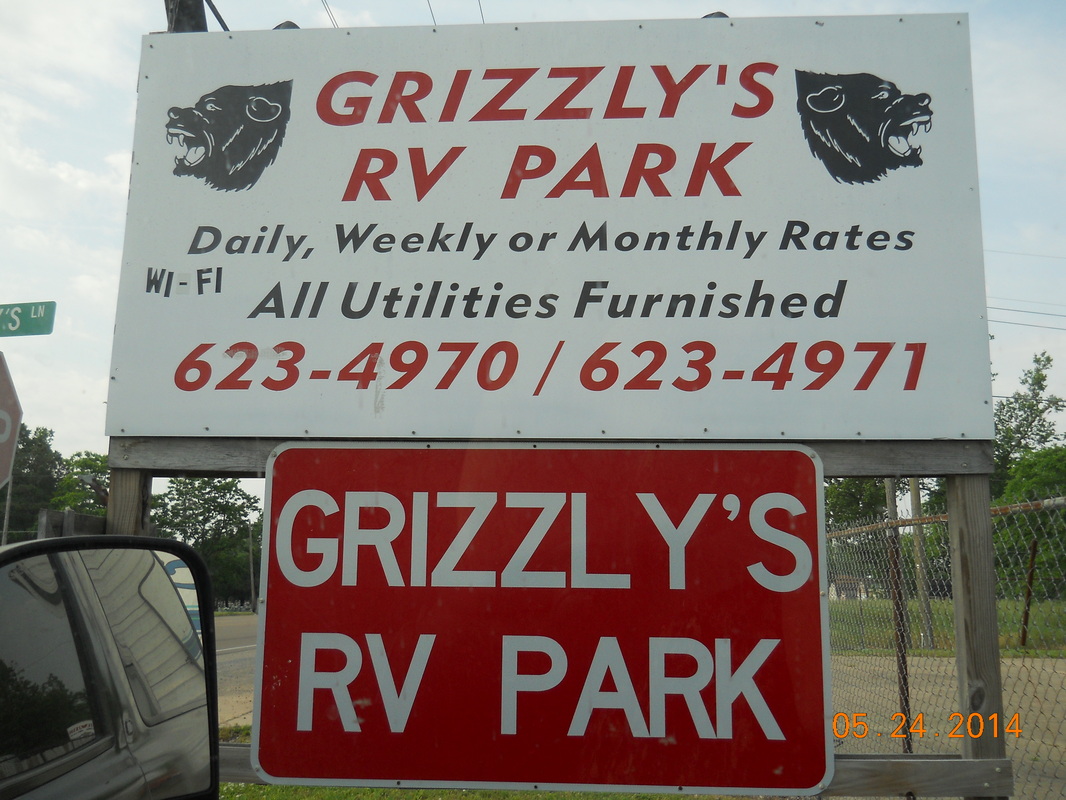 GRIZZLY'S
RV PARK
Daily, Weekly or Monthly Rates
WI-FI
All Utilities Furnished
623-4970 / 623-4971
'S LN
GRIZZLY'S
RV PARK
05.24.2014